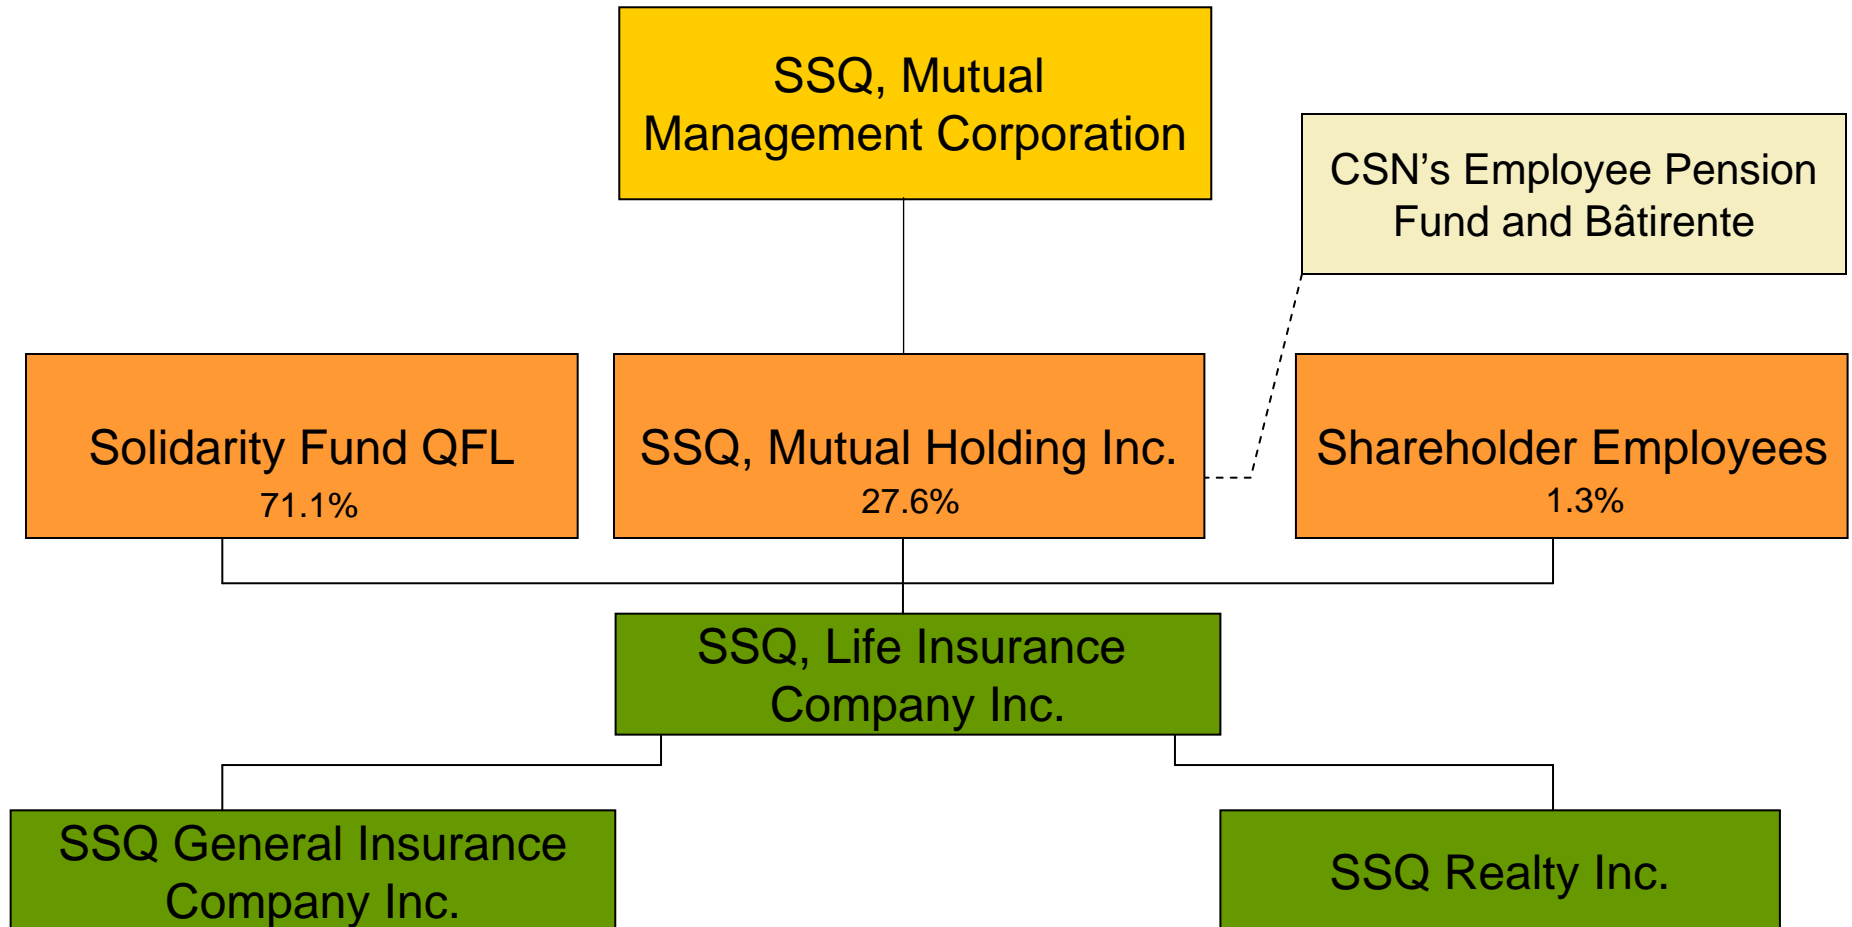 SSQ, Mutual
Management Corporation
CSN's Employee Pension
Fund and Bâtirente
Solidarity Fund QFL
71.1%
SSQ, Mutual Holding Inc.
27.6%
Shareholder Employees
1.3%
SSQ, Life Insurance
Company Inc.
SSQ General Insurance
Company Inc.
SSQ Realty Inc.